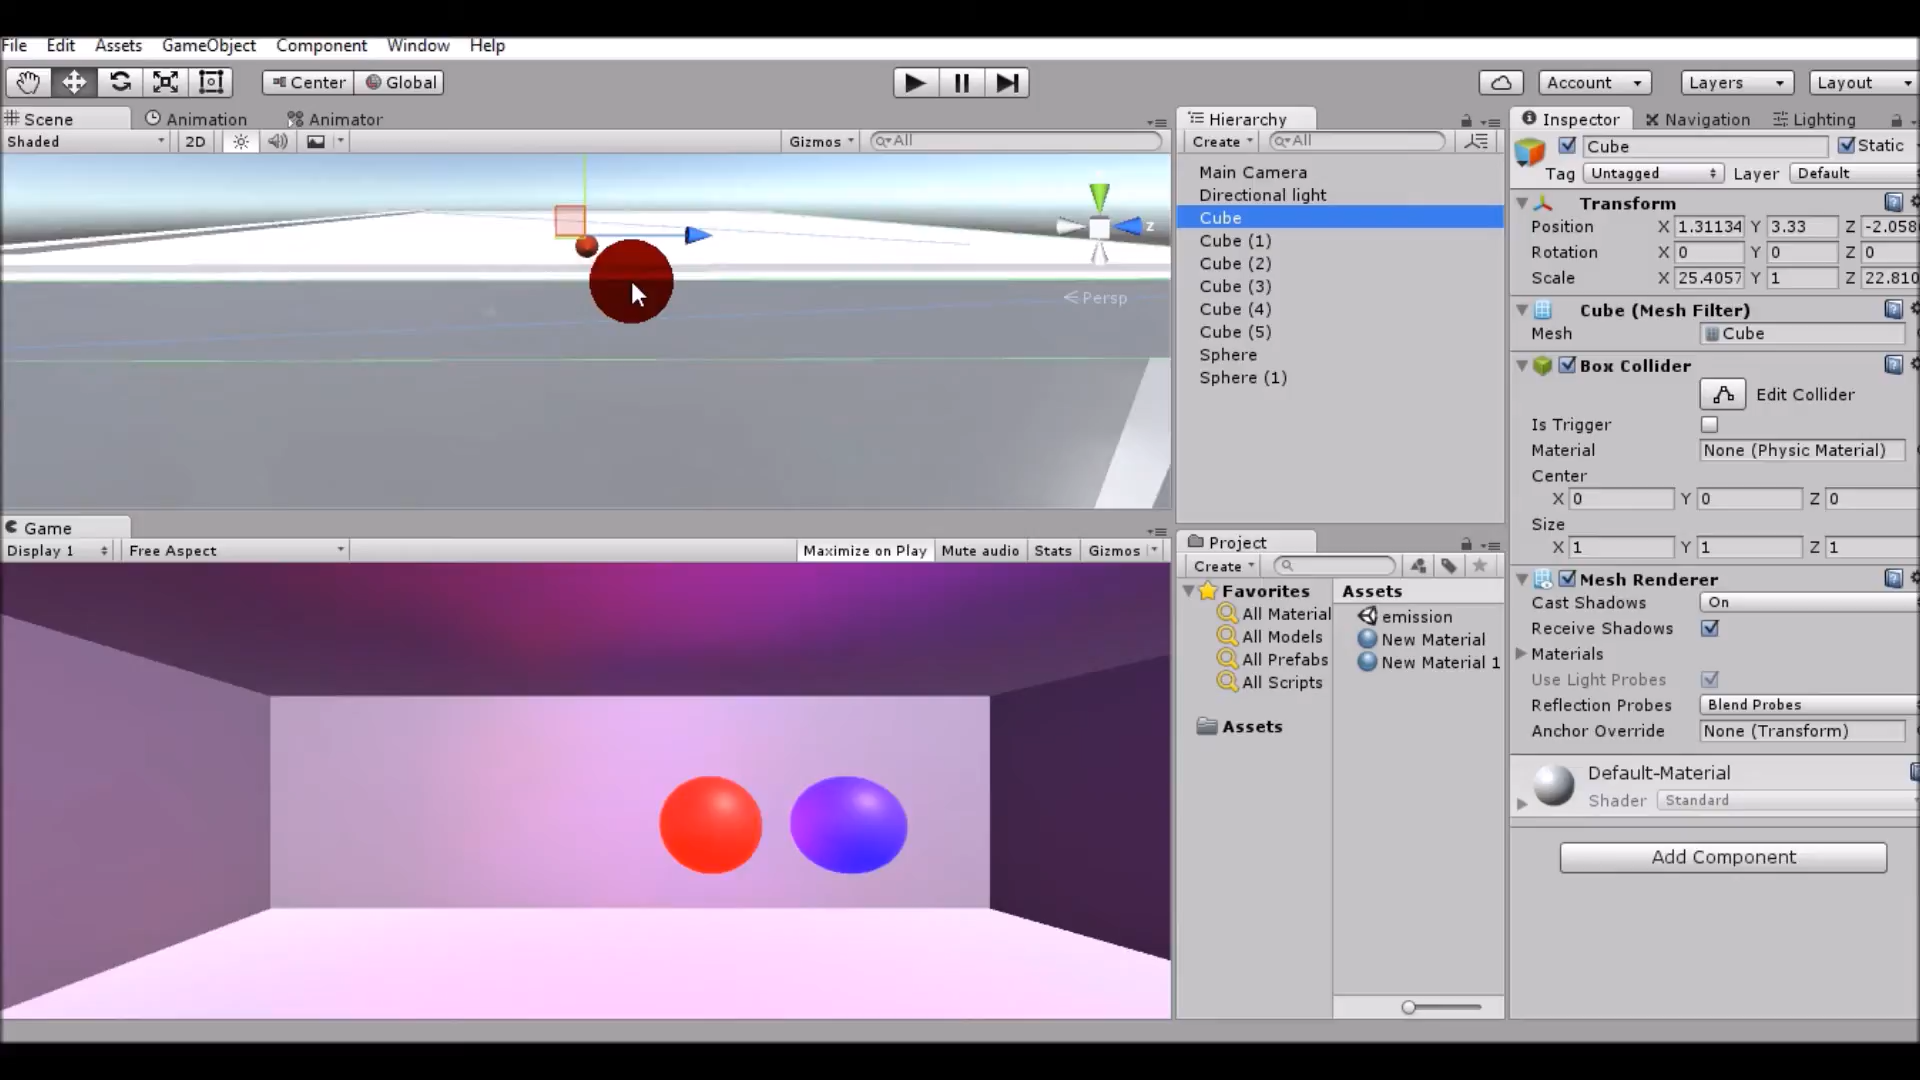 File Edit Assets GameObject Component Window Help
Center Global Account Layers Layout
Scene Animation Animator
Shaded 2D Gizmos All
Z
Persp
Game
Display 1 Free Aspect Maximize on Play Mute audio Stats Gizmos
Hierarchy
Create All
Main Camera
Directional light
Cube
Cube (1)
Cube (2)
Cube (3)
Cube (4)
Cube (5)
Sphere
Sphere (1)
Project
Create
Favorites
All Material
All Models
All Prefabs
All Scripts
Assets
Assets
emission
New Material
New Material 1
Inspector Navigation Lighting
Cube Static
Tag Untagged Layer Default
Transform
Position X 1.31134 Y 3.33 Z -2.058
Rotation X 0 Y 0 Z 0
Scale X 25.4057 Y 1 Z 22.810
Cube (Mesh Filter)
Mesh Cube
Box Collider
Edit Collider
Is Trigger
Material None (Physic Material)
Center
X 0 Y 0 Z 0
Size
X 1 Y 1 Z 1
Mesh Renderer
Cast Shadows On
Receive Shadows
Materials
Use Light Probes
Reflection Probes Blend Probes
Anchor Override None (Transform)
Default-Material
Shader Standard
Add Component